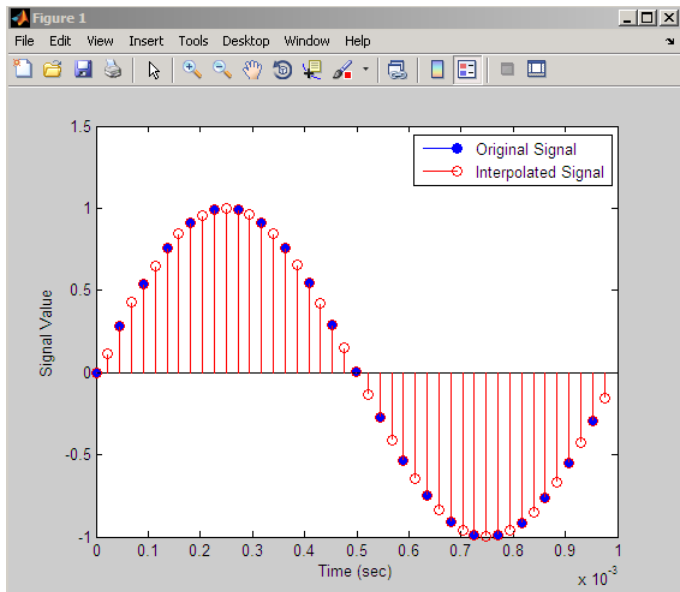 Figure 1
File Edit View Insert Tools Desktop Window Help
1.5
1
0.5
0
-0.5
-1
Signal Value
Original Signal
Interpolated Signal
0 0.1 0.2 0.3 0.4 0.5 0.6 0.7 0.8 0.9 1
Time (sec)
x 10^-3